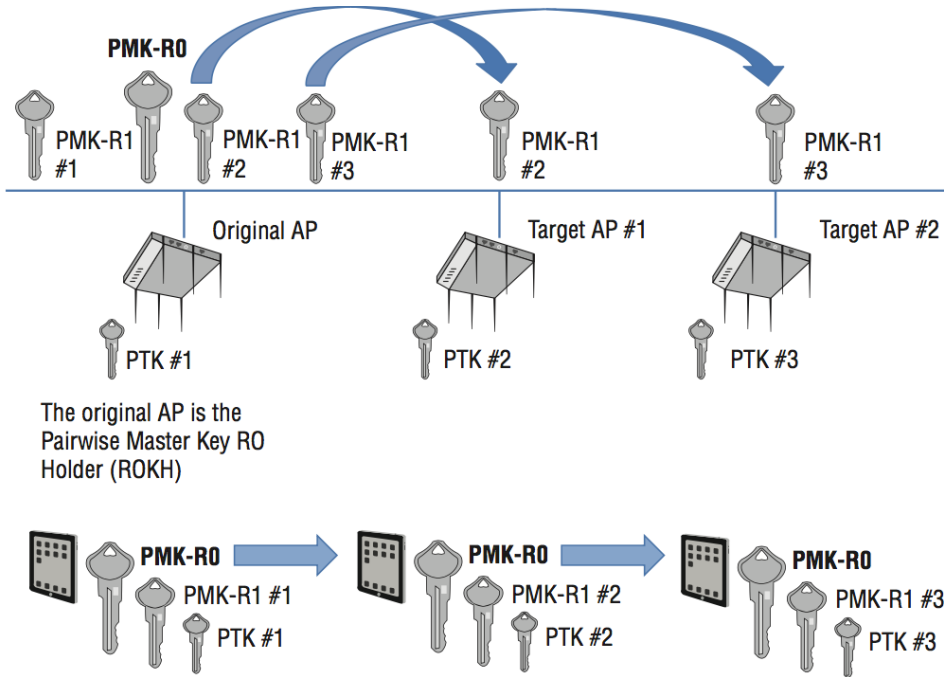 PMK-R0
PMK-R1
#1
PMK-R1
#2
PMK-R1
#3
PMK-R1
#2
PMK-R1
#3
Original AP
Target AP #1
Target AP #2
PTK #1
PTK #2
PTK #3
The original AP is the
Pairwise Master Key RO
Holder (ROKH)
PMK-R0
PMK-R1 #1
PTK #1
PMK-R0
PMK-R1 #2
PTK #2
PMK-R0
PMK-R1 #3
PTK #3